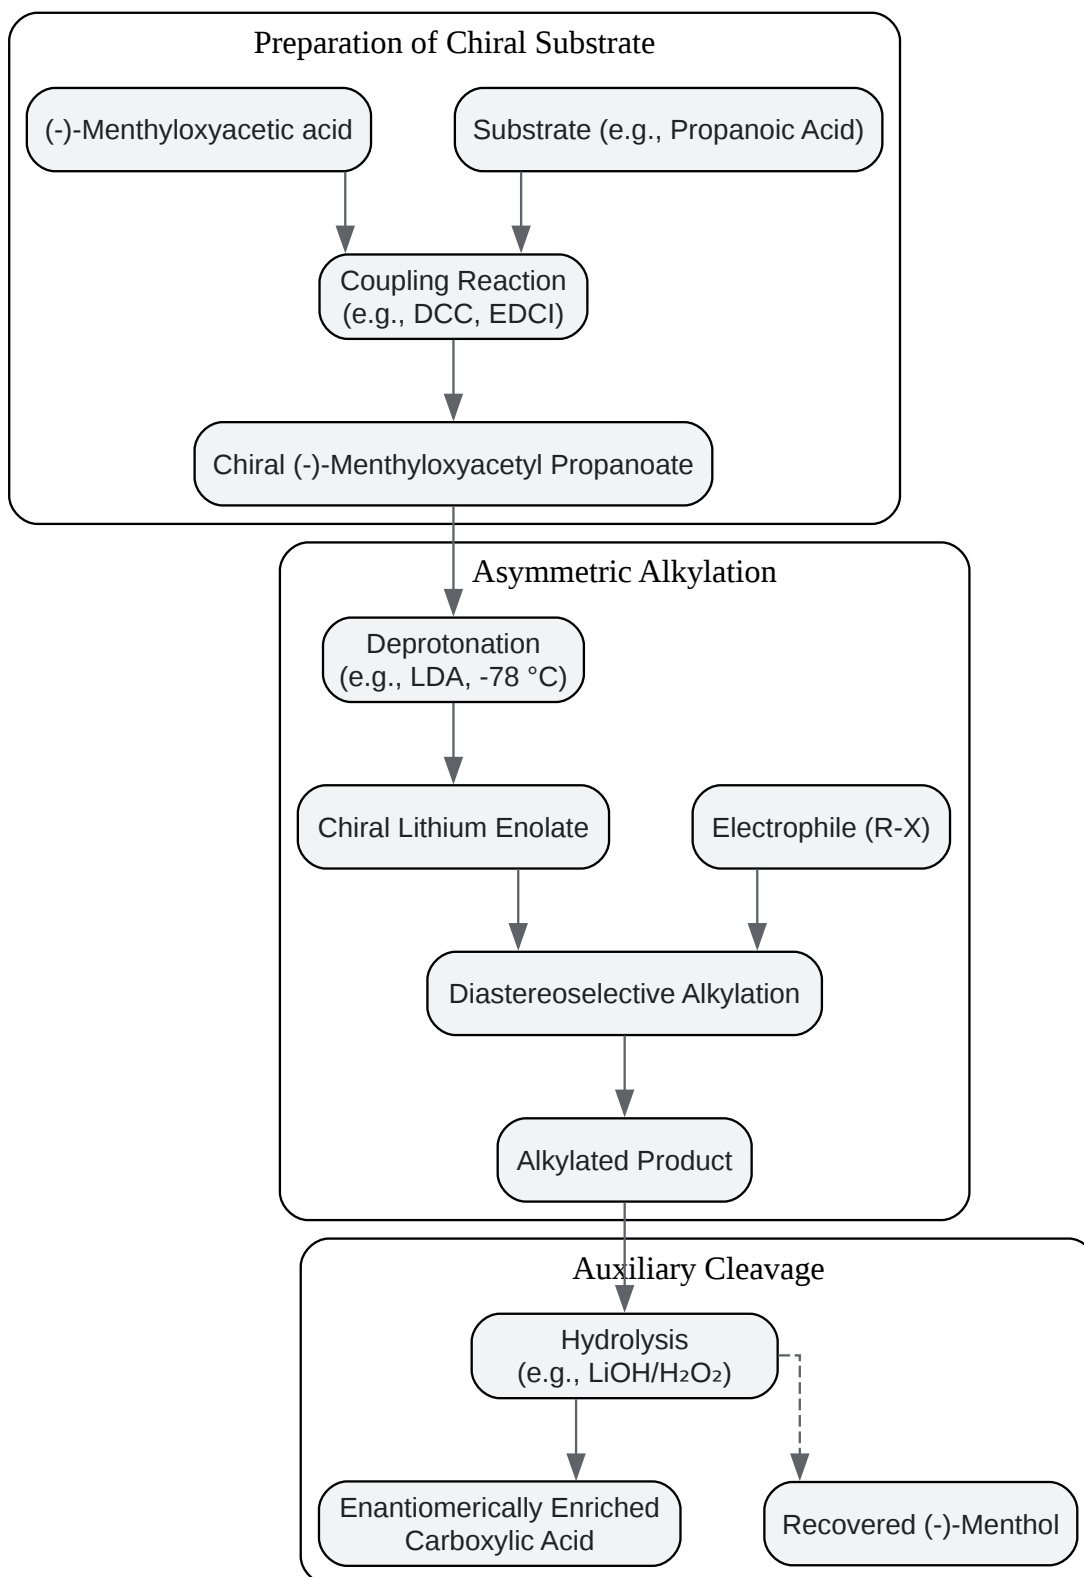 Preparation of Chiral Substrate
(-)-Menthyloxyacetic acid
Substrate (e.g., Propanoic Acid)
Coupling Reaction
(e.g., DCC, EDCI)
Chiral (-)-Menthyloxyacetyl Propanoate
Asymmetric Alkylation
Deprotonation
(e.g., LDA, -78 °C)
Chiral Lithium Enolate
Electrophile (R-X)
Diastereoselective Alkylation
Alkylated Product
Auxiliary Cleavage
Hydrolysis
(e.g., LiOH/H₂O₂)
Enantiomerically Enriched
Carboxylic Acid
Recovered (-)-Menthol